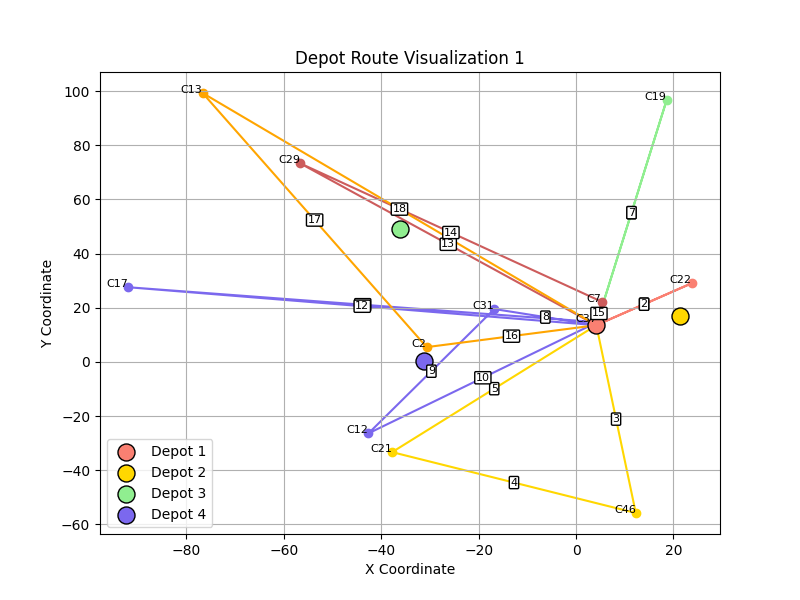 Depot Route Visualization 1
Y Coordinate
100
80
60
40
20
0
−20
−40
−60
C13
C19
C29
18
7
17
14
13
C17
C22
C7
C31
2
12
8
15
C2
16
9
10
5
C12
C21
3
4
C46
Depot 1
Depot 2
Depot 3
Depot 4
−80
−60
−40
−20
0
20
X Coordinate